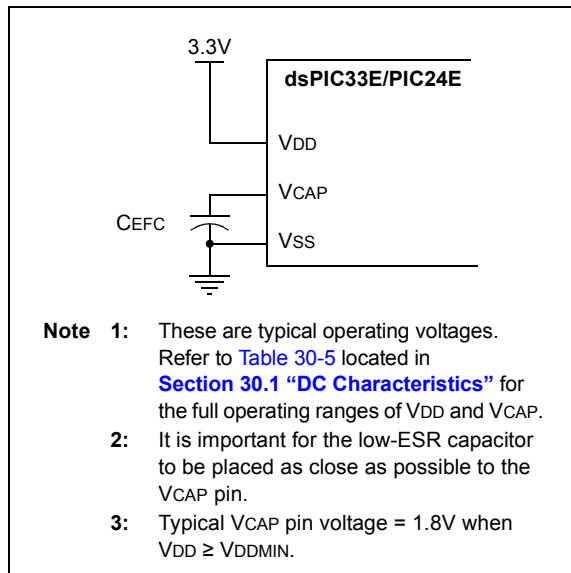 3.3V
dsPIC33E/PIC24E
VDD
VCAP
CEFC
VSS
Note 1: These are typical operating voltages.
Refer to Table 30-5 located in
Section 30.1 “DC Characteristics” for
the full operating ranges of VDD and VCAP.
2: It is important for the low-ESR capacitor
to be placed as close as possible to the
VCAP pin.
3: Typical VCAP pin voltage = 1.8V when
VDD ≥ VDDMIN.